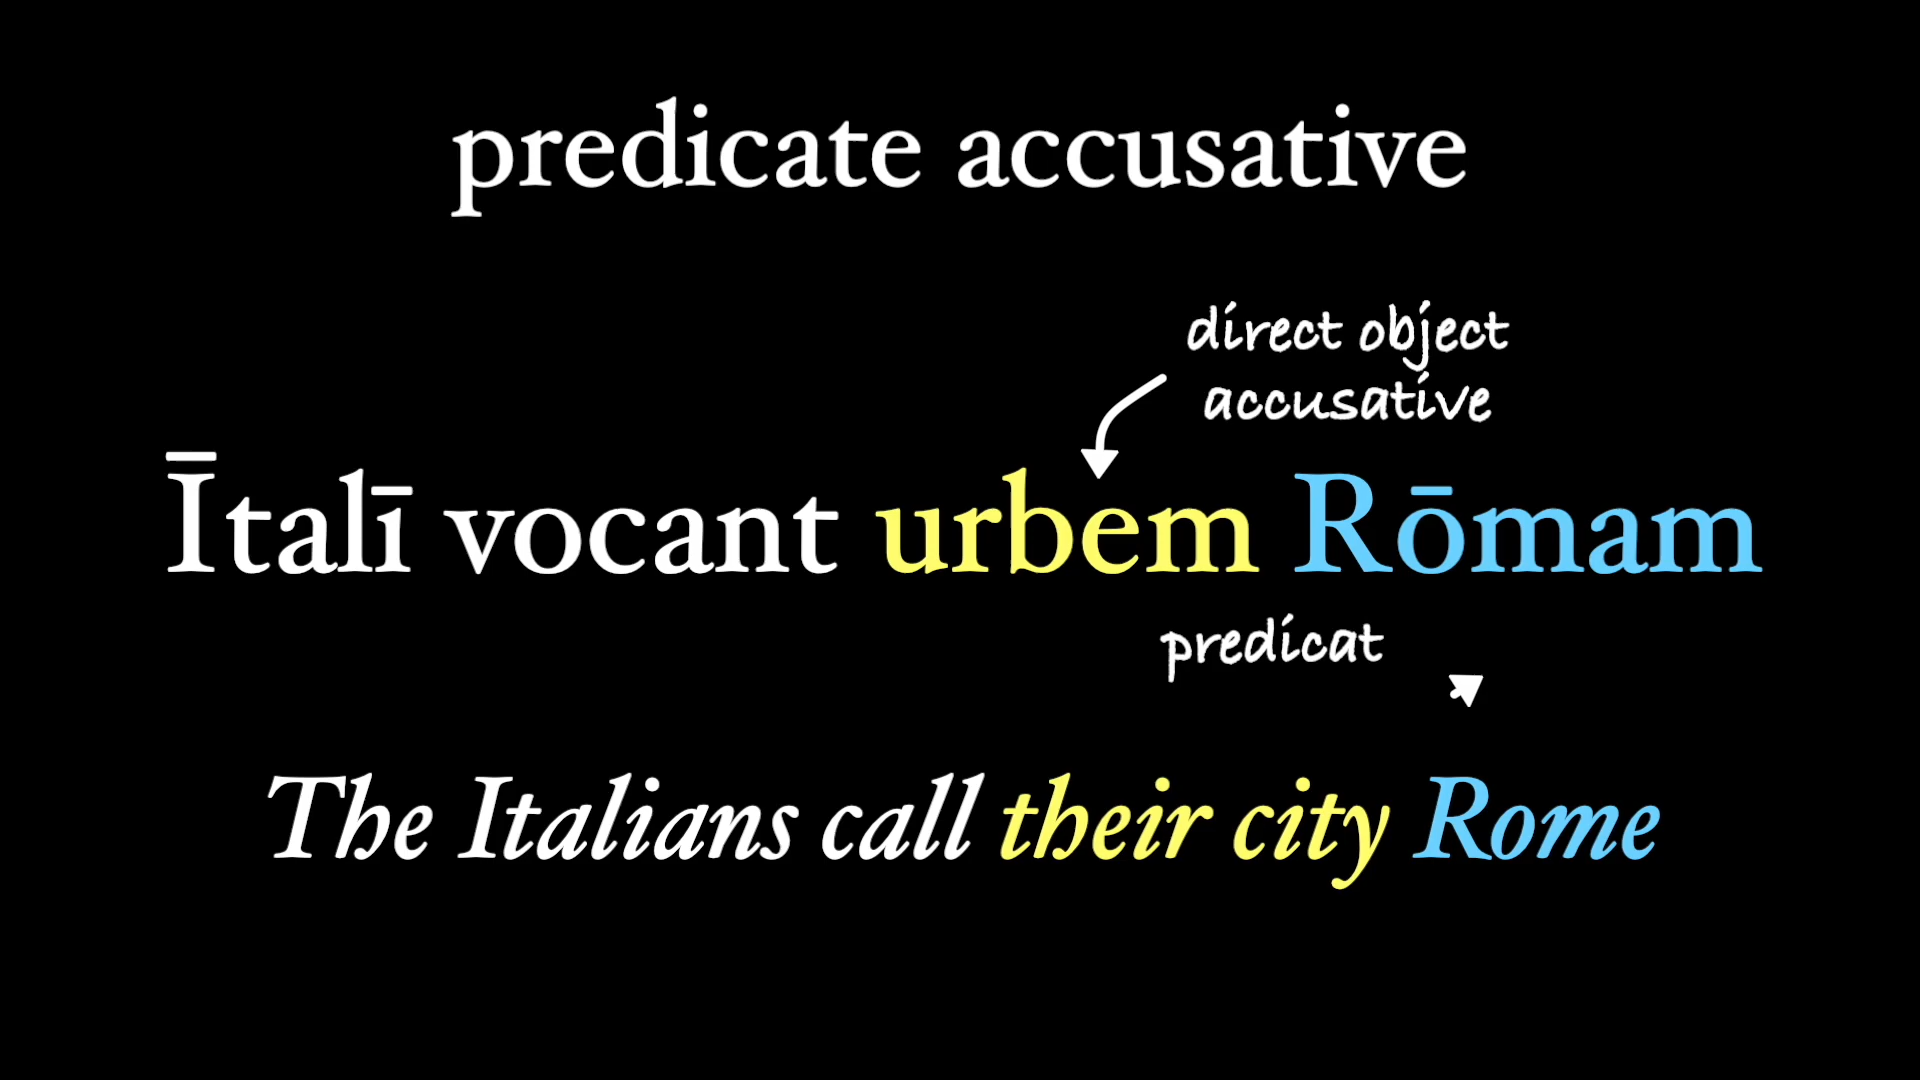 predicate accusative
direct object
accusative
Ītalī vocant urbem Rōmam
predicat
The Italians call their city Rome